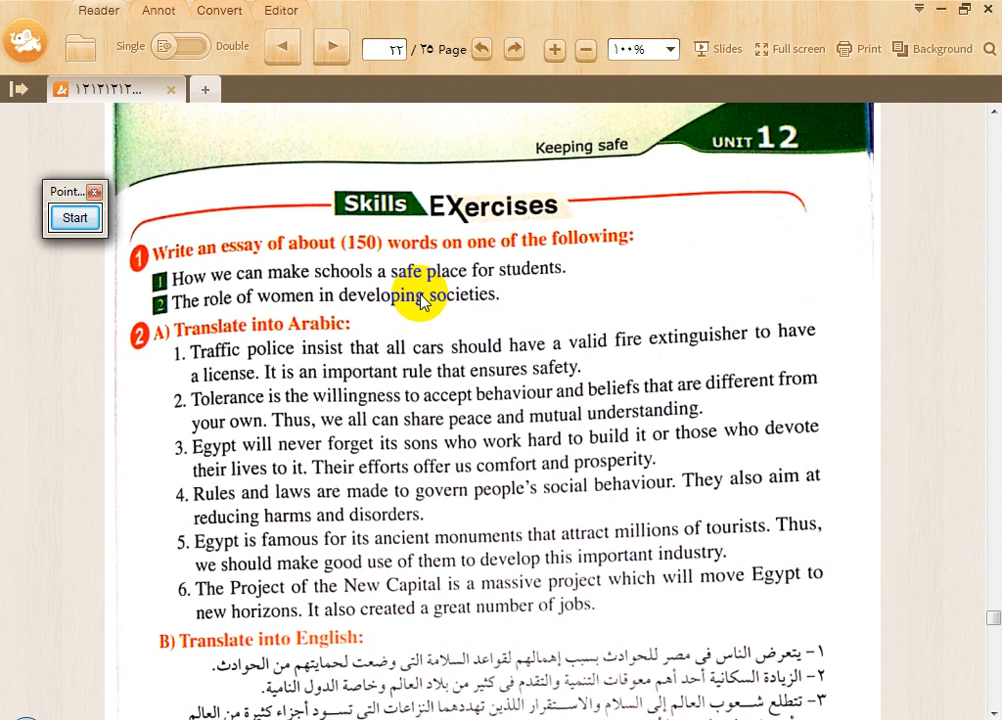 Reader Annot Convert Editor
Single Double ٢٢ / ٢٥ Page ١٠٠% Slides Full screen Print Background
١٢١٢١٢١٢...
Keeping safe UNIT 12
Point...
Start
Skills Exercises
1 Write an essay of about (150) words on one of the following:
1 How we can make schools a safe place for students.
2 The role of women in developing societies.
2 A) Translate into Arabic:
1. Traffic police insist that all cars should have a valid fire extinguisher to have
a license. It is an important rule that ensures safety.
2. Tolerance is the willingness to accept behaviour and beliefs that are different from
your own. Thus, we all can share peace and mutual understanding.
3. Egypt will never forget its sons who work hard to build it or those who devote
their lives to it. Their efforts offer us comfort and prosperity.
4. Rules and laws are made to govern people's social behaviour. They also aim at
reducing harms and disorders.
5. Egypt is famous for its ancient monuments that attract millions of tourists. Thus,
we should make good use of them to develop this important industry.
6. The Project of the New Capital is a massive project which will move Egypt to
new horizons. It also created a great number of jobs.
B) Translate into English:
١- يتعرض الناس فى مصر للحوادث بسبب إهمالهم لقواعد السلامة التى وضعت لحمايتهم من الحوادث.
٢- الزيادة السكانية أحد أهم معوقات التنمية والتقدم فى كثير من بلاد العالم وخاصة الدول النامية.
٣- تتطلع شعوب العالم إلى السلام والاستقرار اللذين تهددهما النزاعات التى تسود أجزاء كثيرة من العالم